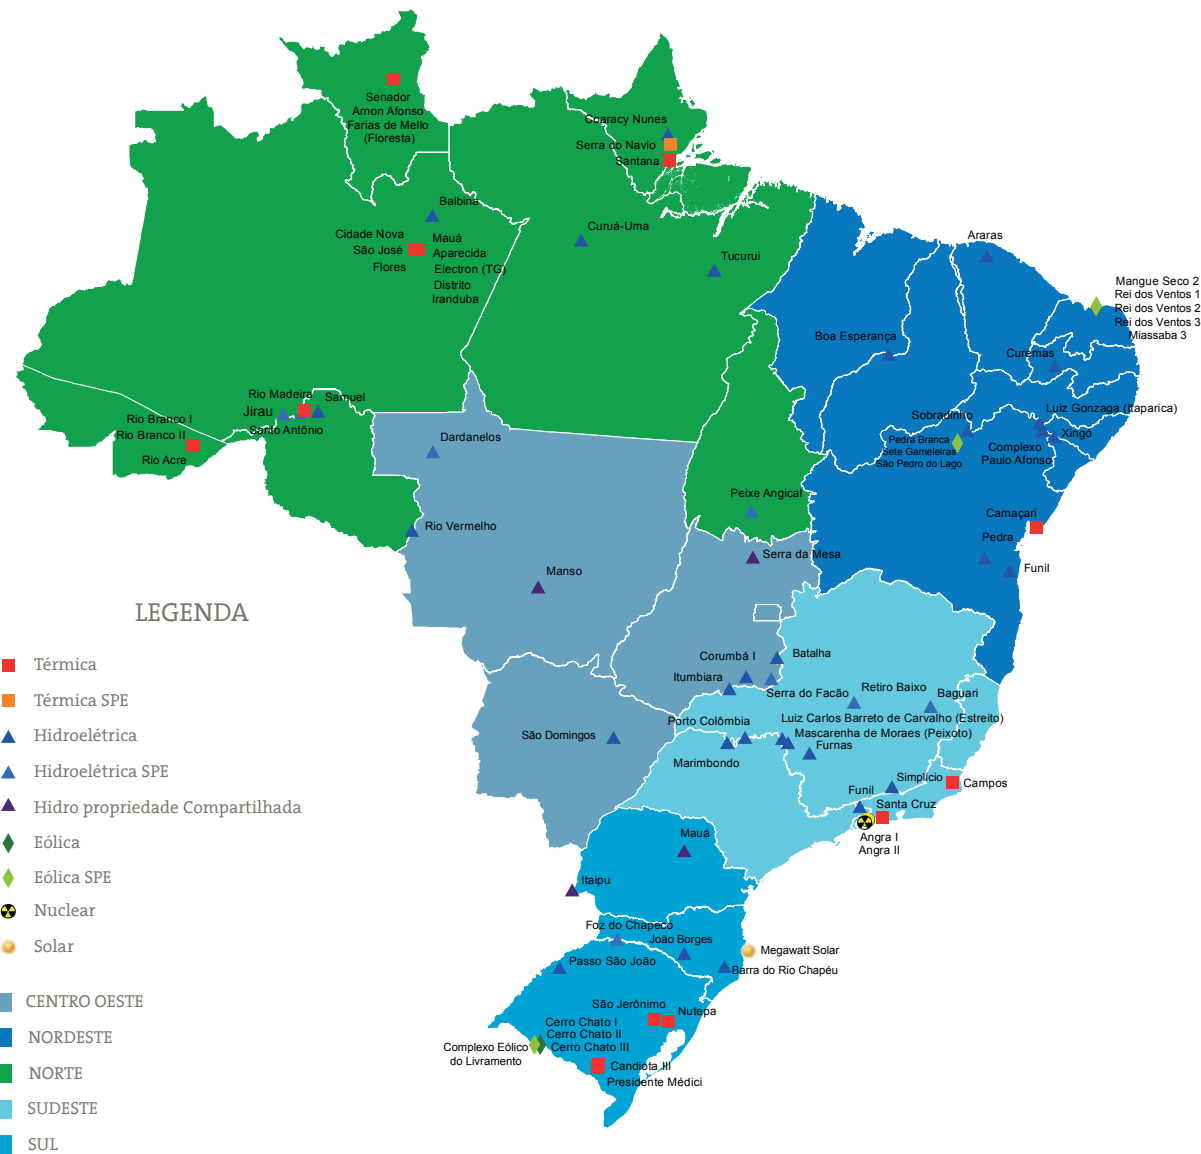 Senador
Arnon Afonso
Farias de Mello
(Floresta)
Coaracy Nunes
Serra do Navio
Santana
Balbina
Cidade Nova
São José
Flores
Mauá
Aparecida
Electron (TG)
Distrito
Iranduba
Curuá-Una
Tucurui
Araras
Mangue Seco 2
Rei dos Ventos 1
Rei dos Ventos 2
Rei dos Ventos 3
Miassaba 3
Boa Esperança
Curemas
Rio Madeira
Samuel
Jirau
Santo Antônio
Rio Branco I
Rio Branco II
Rio Acre
Dardanelos
Sobradinho
Luiz Gonzaga (Itaparica)
Pedra Branca
Sete Gameleiras
São Pedro do Lago
Complexo
Paulo Afonso
Xingó
Peixe Angical
Camaçari
Rio Vermelho
Pedra
Serra da Mesa
Funil
Manso
LEGENDA
Térmica
Térmica SPE
Hidroelétrica
Hidroelétrica SPE
Hidro propriedade Compartilhada
Eólica
Eólica SPE
Nuclear
Solar
CENTRO OESTE
NORDESTE
NORTE
SUDESTE
SUL
Corumbá I
Batalha
Itumbiara
Serra do Facão
Retiro Baixo
Baguari
Porto Colômbia
Luiz Carlos Barreto de Carvalho (Estreito)
Mascarenha de Moraes (Peixoto)
Furnas
São Domingos
Marimbondo
Simplício
Campos
Funil
Santa Cruz
Angra I
Angra II
Mauá
Itaipu
Foz do Chapecó
João Borges
Megawatt Solar
Passo São João
Barra do Rio Chapéu
São Jerônimo
Nutepa
Cerro Chato I
Cerro Chato II
Cerro Chato III
Complexo Eólico
do Livramento
Candiota III
Presidente Médici